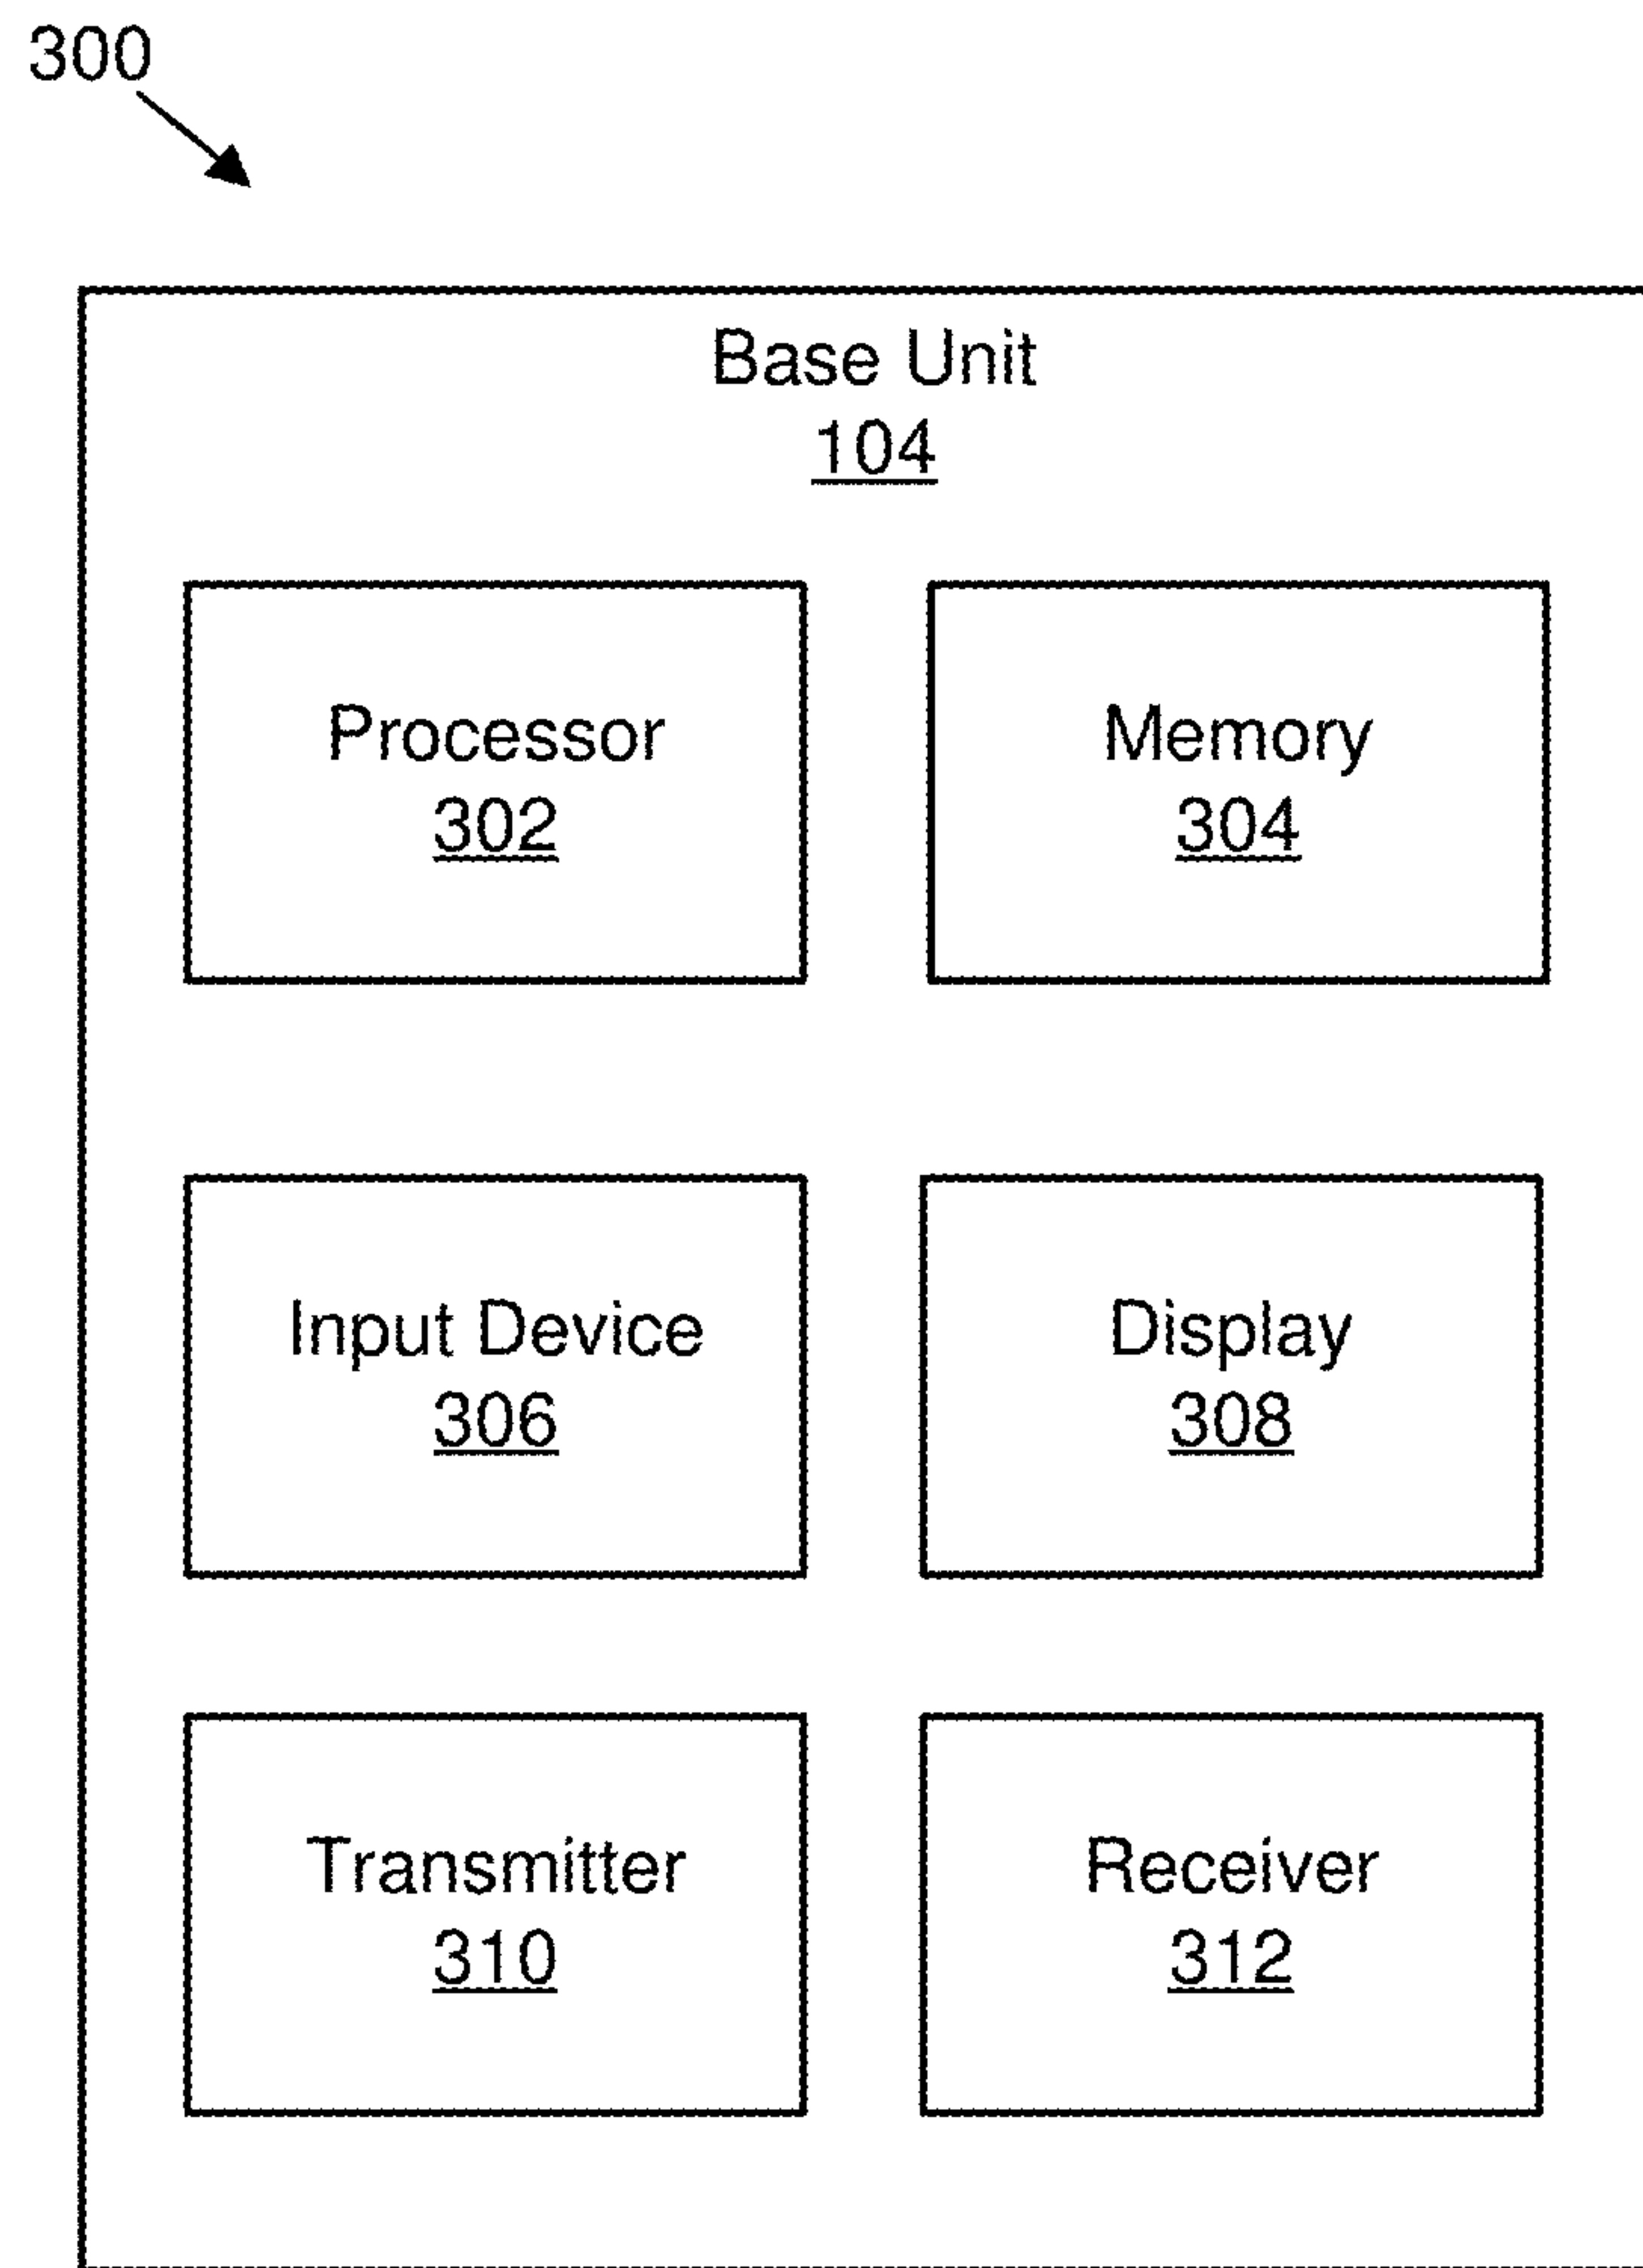 300
Base Unit
104
Processor
302
Memory
304
Input Device
306
Display
308
Transmitter
310
Receiver
312